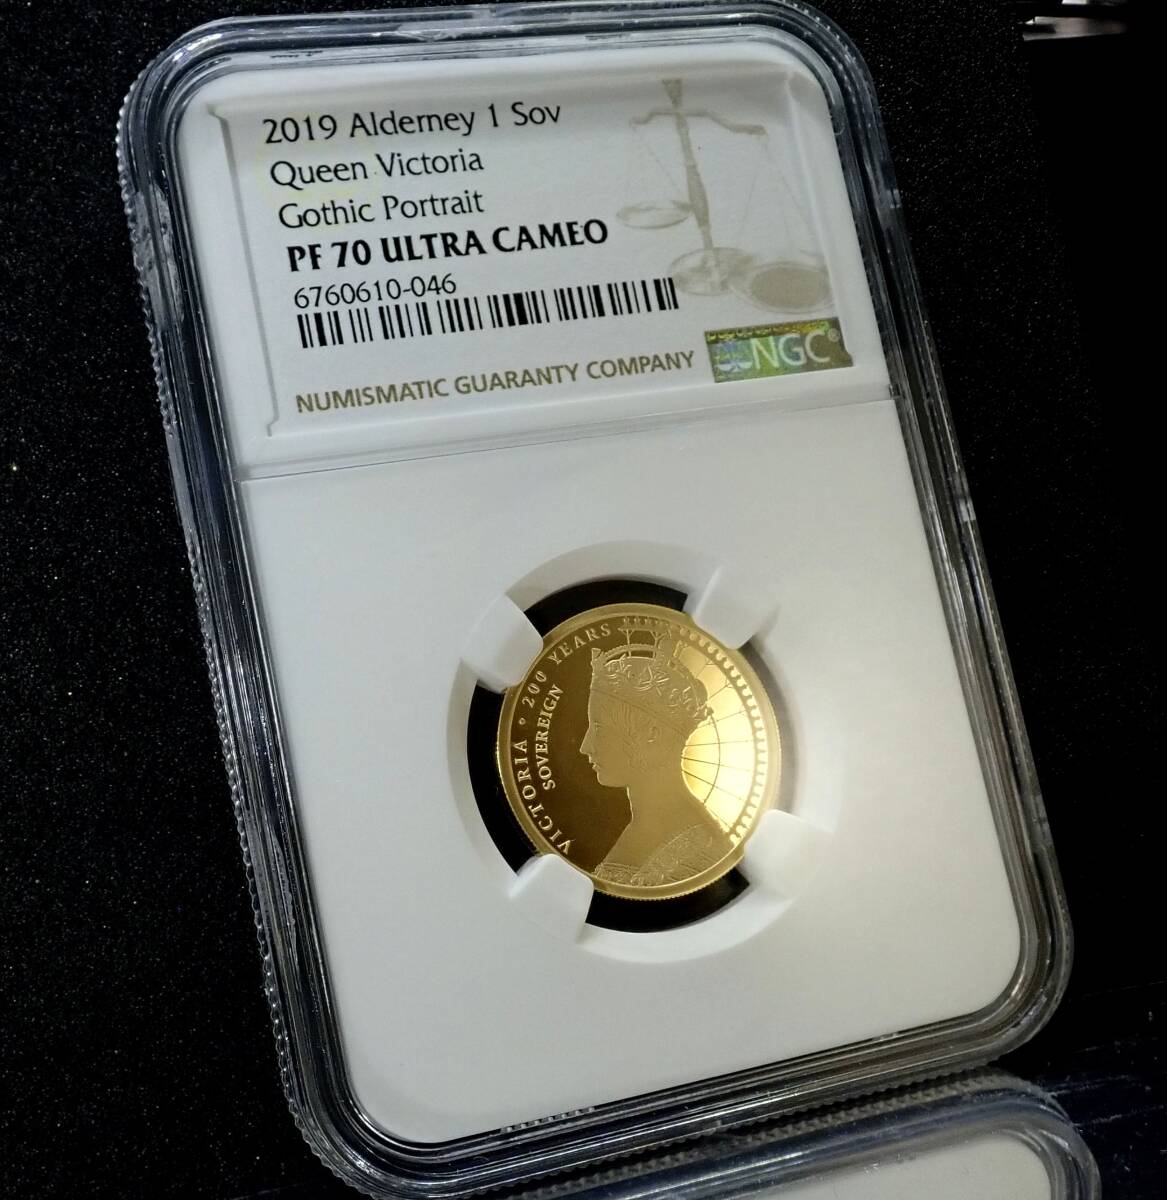 2019 Alderney 1 Sov
Queen Victoria
Gothic Portrait
PF 70 ULTRA CAMEO
6760610-046
NUMISMATIC GUARANTY COMPANY
NGC®
VICTORIA • 200 YEARS
SOVEREIGN